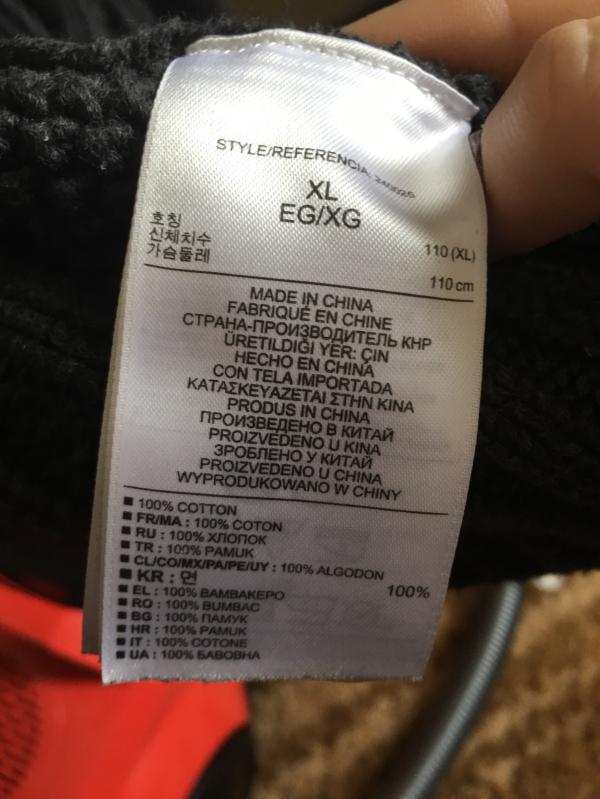 STYLE/REFERENCIA:
XL
EG/XG
호칭
신체치수 110 (XL)
가슴둘레 110 cm
MADE IN CHINA
FABRIQUÉ EN CHINE
СТРАНА-ПРОИЗВОДИТЕЛЬ КНР
ÜRETILDIĞI YER: ÇIN
HECHO EN CHINA
CON TELA IMPORTADA
ΚΑΤΑΣΚΕΥΑΖΕΤΑΙ ΣΤΗΝ ΚΙΝΑ
PRODUS IN CHINA
ПРОИЗВЕДЕНО В КИТАЙ
PROIZVEDENO U KINA
ЗРОБЛЕНО У КИТАЙ
PROIZVEDENO U CHINA
WYPRODUKOWANO W CHINY
■ 100% COTTON
■ FR/MA : 100% COTON
■ RU : 100% ХЛОПОК
■ TR : 100% PAMUK
■ CL/CO/MX/PA/PE/UY : 100% ALGODON
■ KR : 면 100%
■ EL : 100% ΒΑΜΒΑΚΕΡΟ
■ RO : 100% BUMBAC
■ BG : 100% ПАМУК
■ HR : 100% PAMUK
■ IT : 100% COTONE
■ UA : 100% БАВОВНА